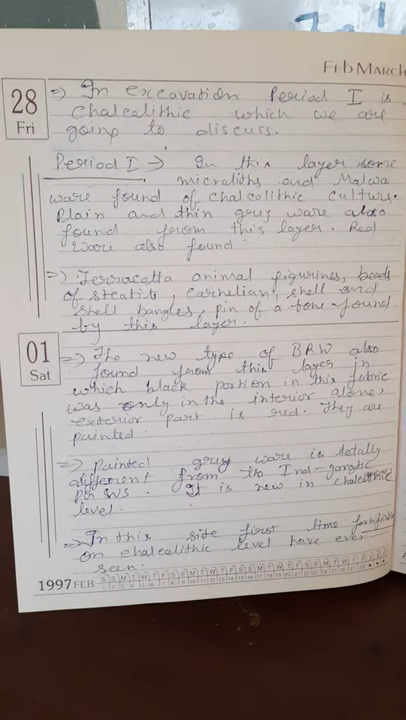 Feb March
28
Fri
=> In excavation Period I is
chalcolithic which we are
going to discuss.
Period I -> In this layer some
microliths and Malwa
ware found of chalcolithic culture.
Plain and thin grey ware also
found from this layer. Red
ware also found.
=> Terracotta animal figurines, beads
of steatite, carnelian, shell and
shell bangles, pin of a bone found
by this layer.
01
Sat
=> The new type of BRW also
found from this layer in
which black portion in this fabric
was only in the interior alone,
exterior part is red. They are
painted.
=> Painted grey ware is totally
different from its Indo-gangetic
It is new in chalcolithic
level.
=> In this site first time fortification
on chalcolithic level have ever
seen.
1997 FEB